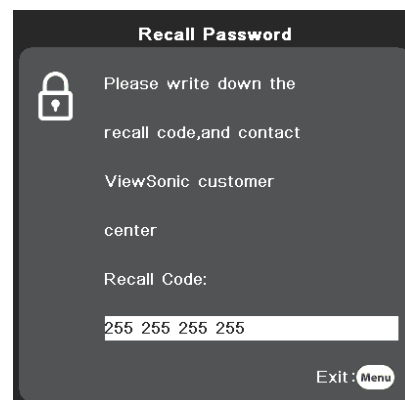 Recall Password
Please write down the
recall code,and contact
ViewSonic customer
center
Recall Code:
255 255 255 255
Exit: Menu